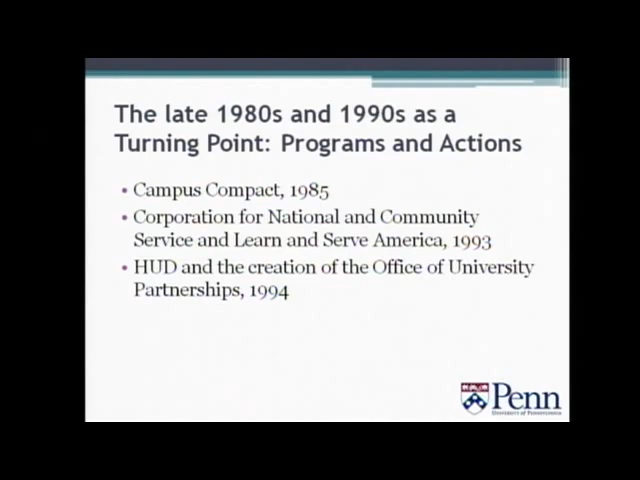 The late 1980s and 1990s as a
Turning Point: Programs and Actions
• Campus Compact, 1985
• Corporation for National and Community
Service and Learn and Serve America, 1993
• HUD and the creation of the Office of University
Partnerships, 1994
Penn
University of Pennsylvania